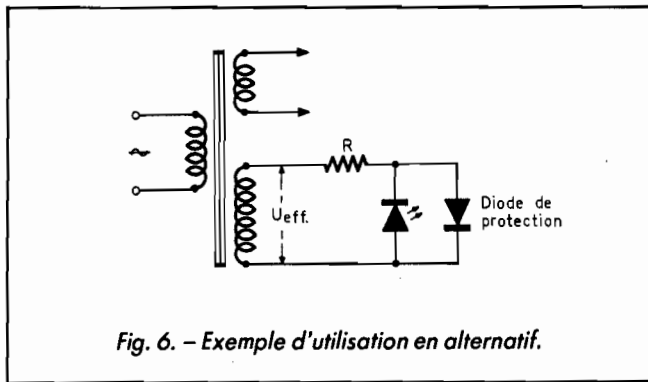 R
Ueff.
Diode de
protection
Fig. 6. – Exemple d'utilisation en alternatif.